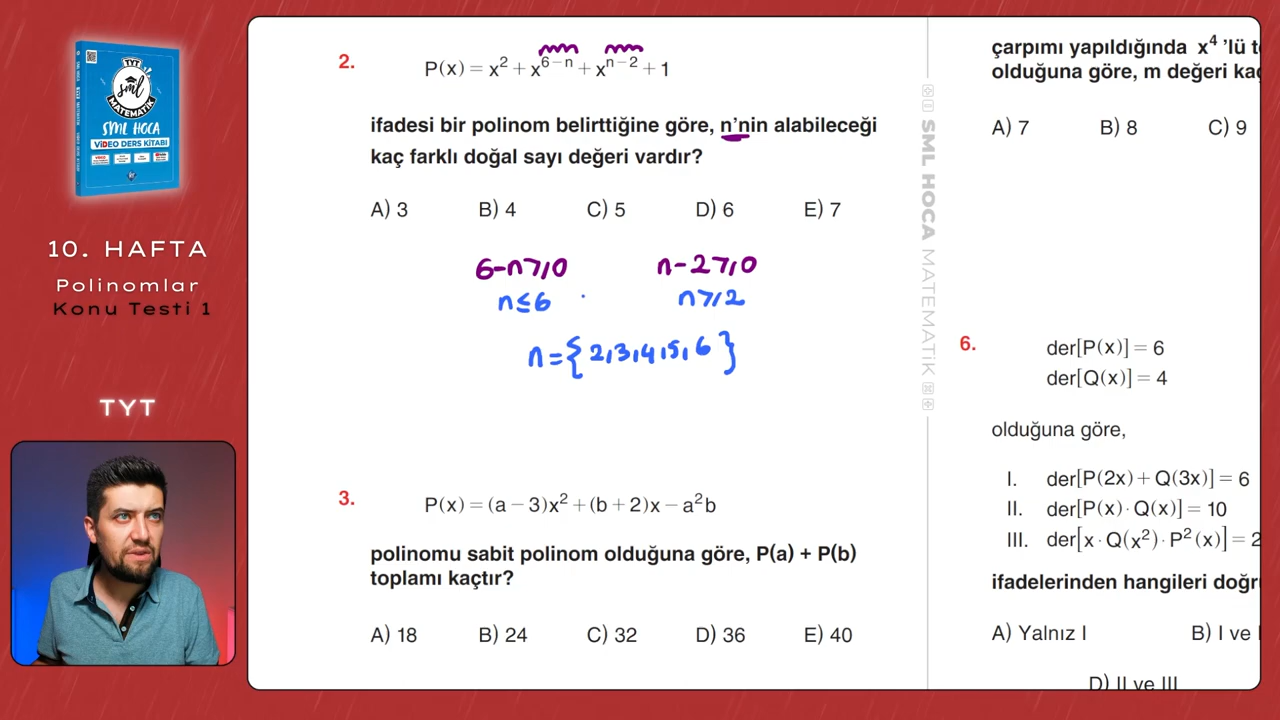 TYT
sml
MATEMATİK
SML HOCA
VİDEO DERS KİTABI
10. HAFTA
Polinomlar
Konu Testi 1
TYT
2.
P(x) = x² + x⁶⁻ⁿ + xⁿ⁻² + 1
ifadesi bir polinom belirttiğine göre, n'nin alabileceği
kaç farklı doğal sayı değeri vardır?
A) 3 B) 4 C) 5 D) 6 E) 7
6-n≥0 n-2≥0
n≤6 n≥2
n={2,3,4,5,6}
3.
P(x) = (a − 3)x² + (b + 2)x − a²b
polinomu sabit polinom olduğuna göre, P(a) + P(b)
toplamı kaçtır?
A) 18 B) 24 C) 32 D) 36 E) 40
SML HOCA MATEMATİK
çarpımı yapıldığında x⁴ 'lü
olduğuna göre, m değeri
A) 7 B) 8 C) 9
6.
der[P(x)] = 6
der[Q(x)] = 4
olduğuna göre,
I. der[P(2x) + Q(3x)] = 6
II. der[P(x) · Q(x)] = 10
III. der[x · Q(x²) · P²(x)] = 2
ifadelerinden hangileri
A) Yalnız I B) I ve
D) II ve III